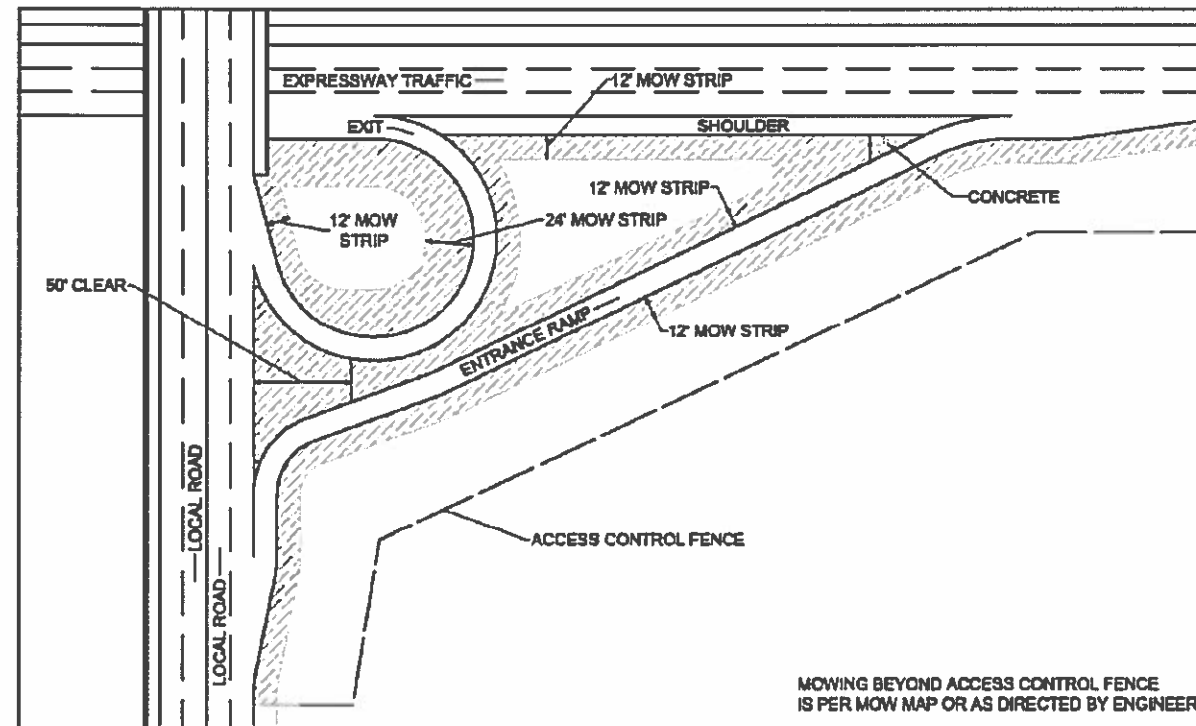 EXPRESSWAY TRAFFIC
12' MOW STRIP
EXIT
SHOULDER
12' MOW STRIP
CONCRETE
12' MOW
STRIP
24' MOW STRIP
50' CLEAR
12' MOW STRIP
ENTRANCE RAMP
LOCAL ROAD
ACCESS CONTROL FENCE
LOCAL ROAD
MOWING BEYOND ACCESS CONTROL FENCE
IS PER MOW MAP OR AS DIRECTED BY ENGINEER